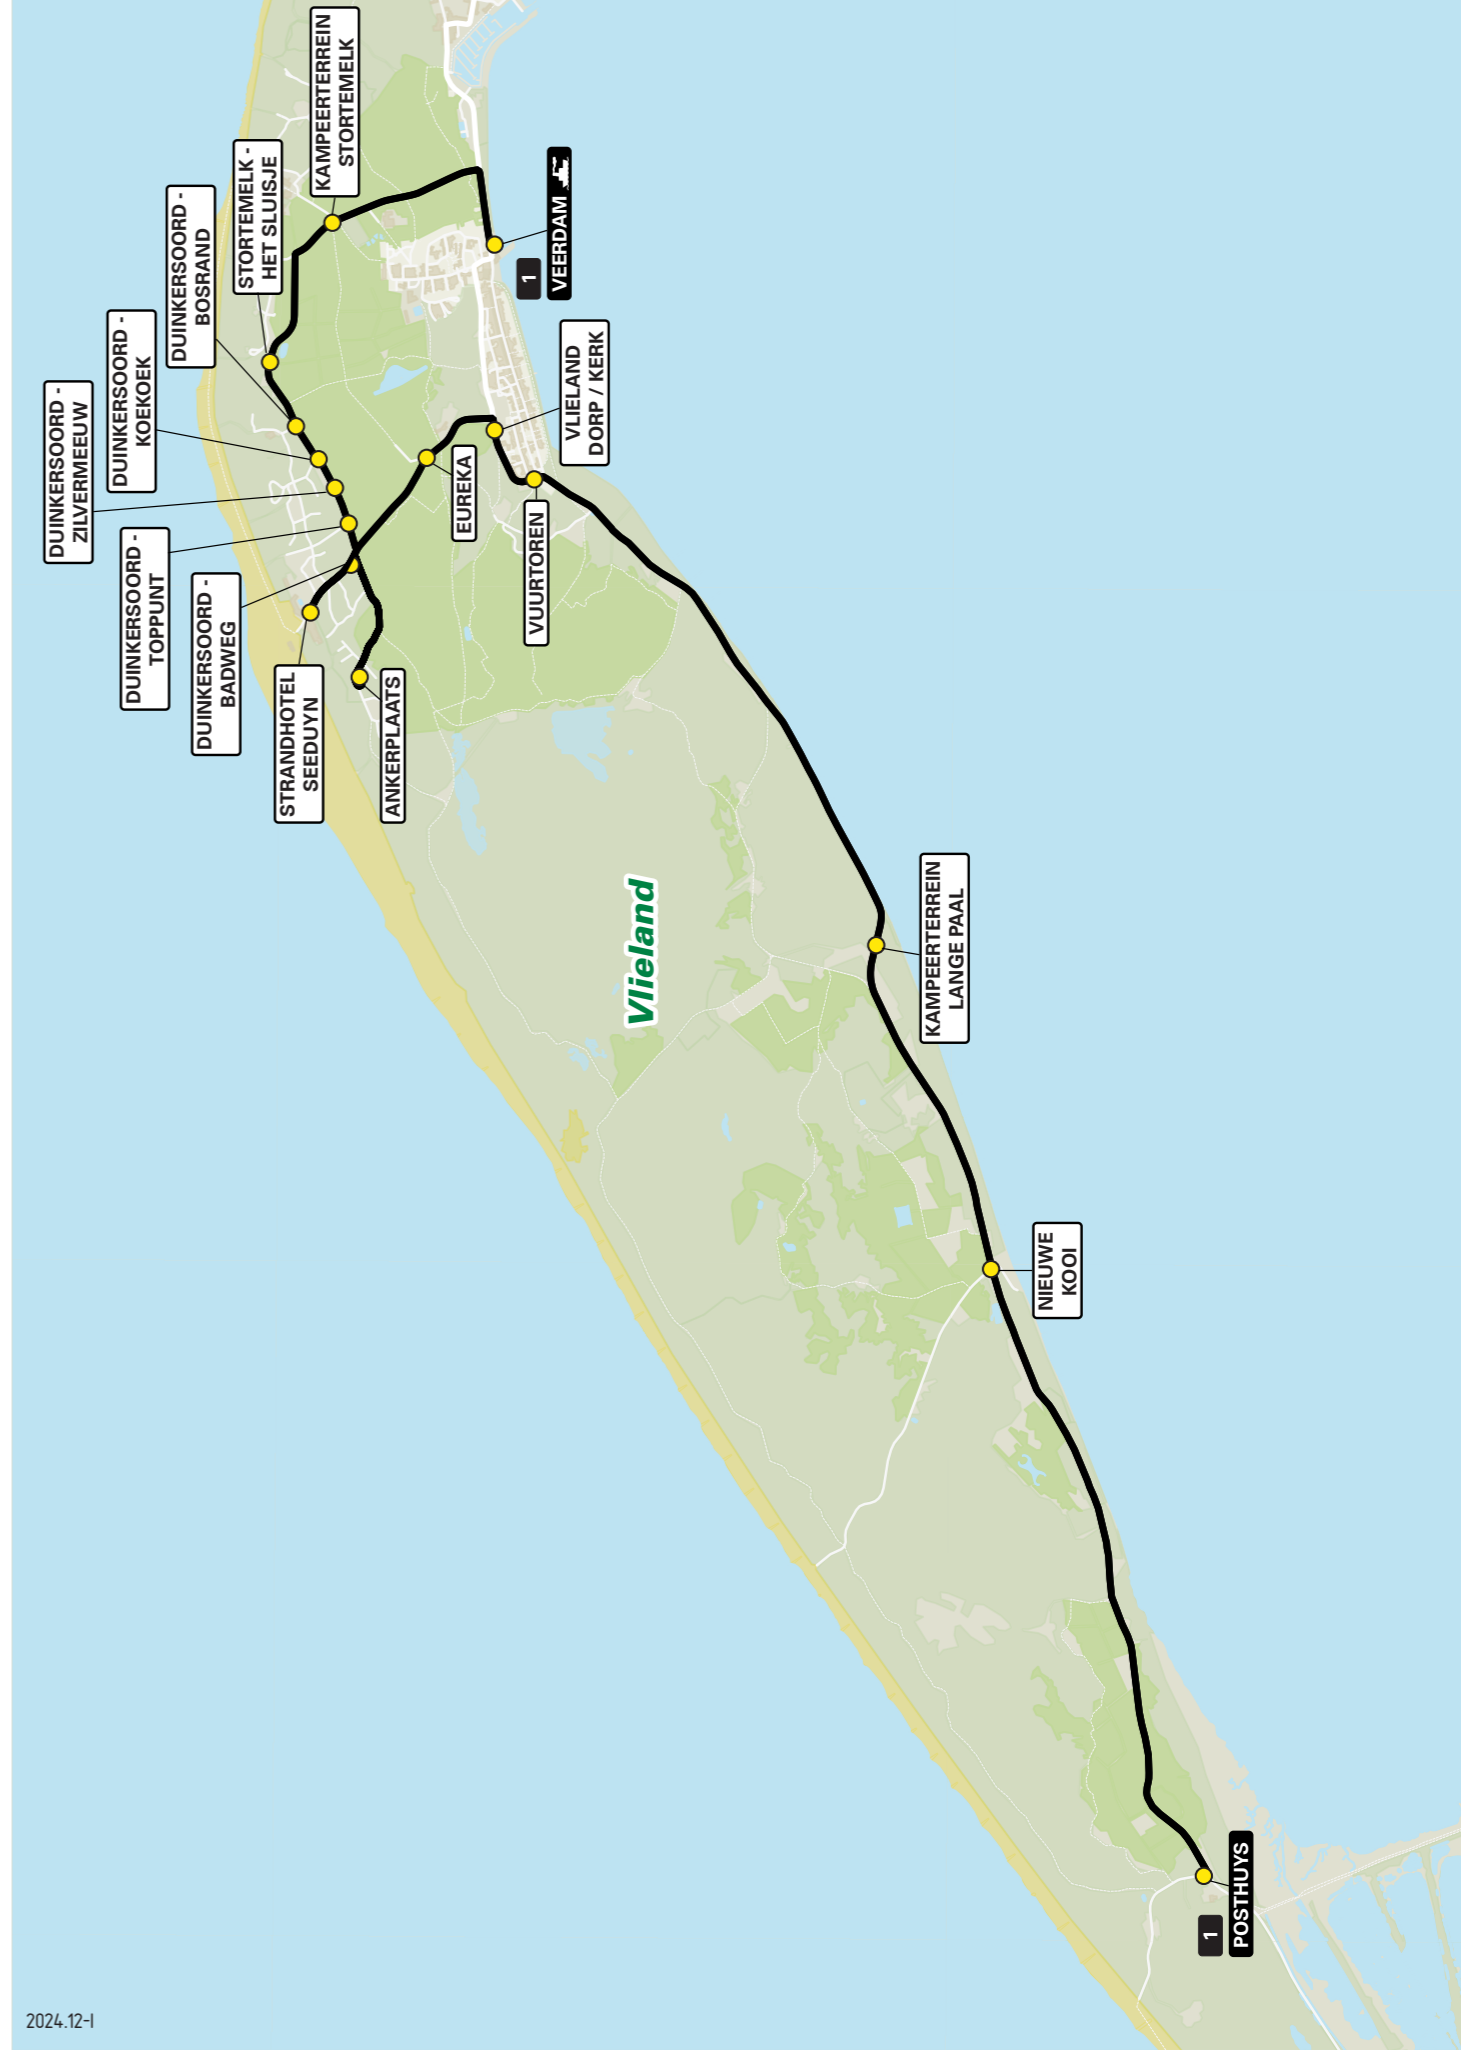 KAMPEERTERREIN
STORTEMELK
STORTEMELK -
HET SLUISJE
DUINKERSOORD -
BOSRAND
DUINKERSOORD -
KOEKOEK
DUINKERSOORD -
ZILVERMEEUW
DUINKERSOORD -
TOPPUNT
DUINKERSOORD -
BADWEG
STRANDHOTEL
SEEDUYN
ANKERPLAATS
EUREKA
VUURTOREN
VLIELAND
DORP / KERK
1
VEERDAM
Vlieland
KAMPEERTERREIN
LANGE PAAL
NIEUWE
KOOI
1
POSTHUYS
2024.12-I